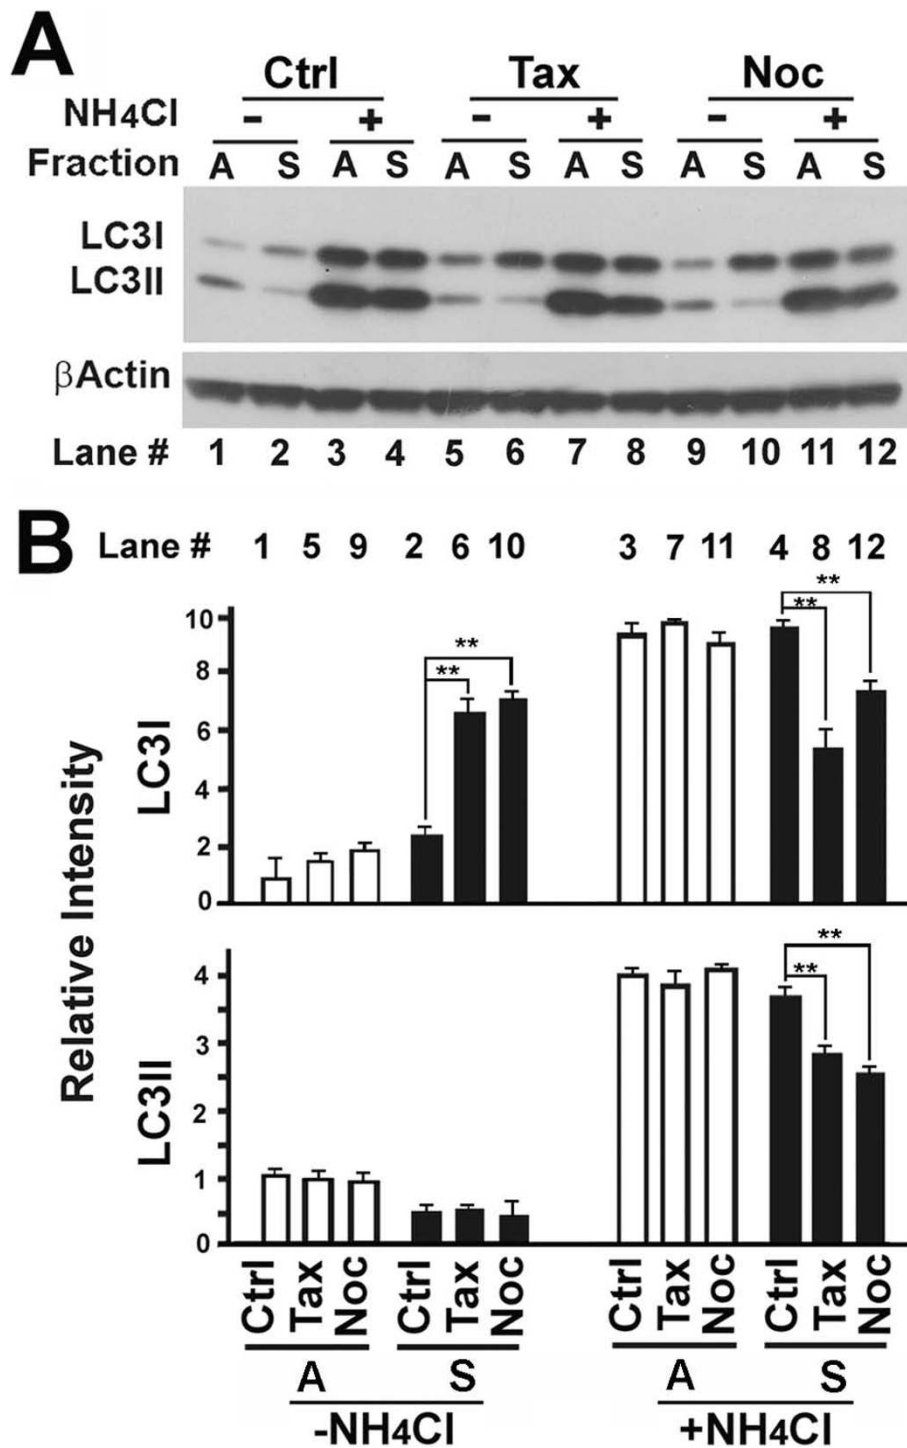 A
Ctrl Tax Noc
NH4Cl - + - + - +
Fraction A S A S A S A S A S A S
LC3I
LC3II
βActin
Lane # 1 2 3 4 5 6 7 8 9 10 11 12
B
Lane # 1 5 9 2 6 10 3 7 11 4 8 12
** ** ** **
10
8
6
4
2
0
LC3I
Relative Intensity
** **
4
3
2
1
0
LC3II
Ctrl Tax Noc Ctrl Tax Noc Ctrl Tax Noc Ctrl Tax Noc
A S A S
-NH4Cl +NH4Cl